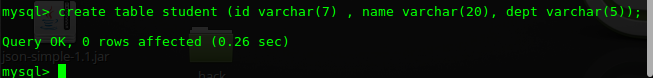 mysql> create table student (id varchar(7) , name varchar(20), dept varchar(5));
Query OK, 0 rows affected (0.26 sec)
json-simple-1.1.jar
hack
mysql>